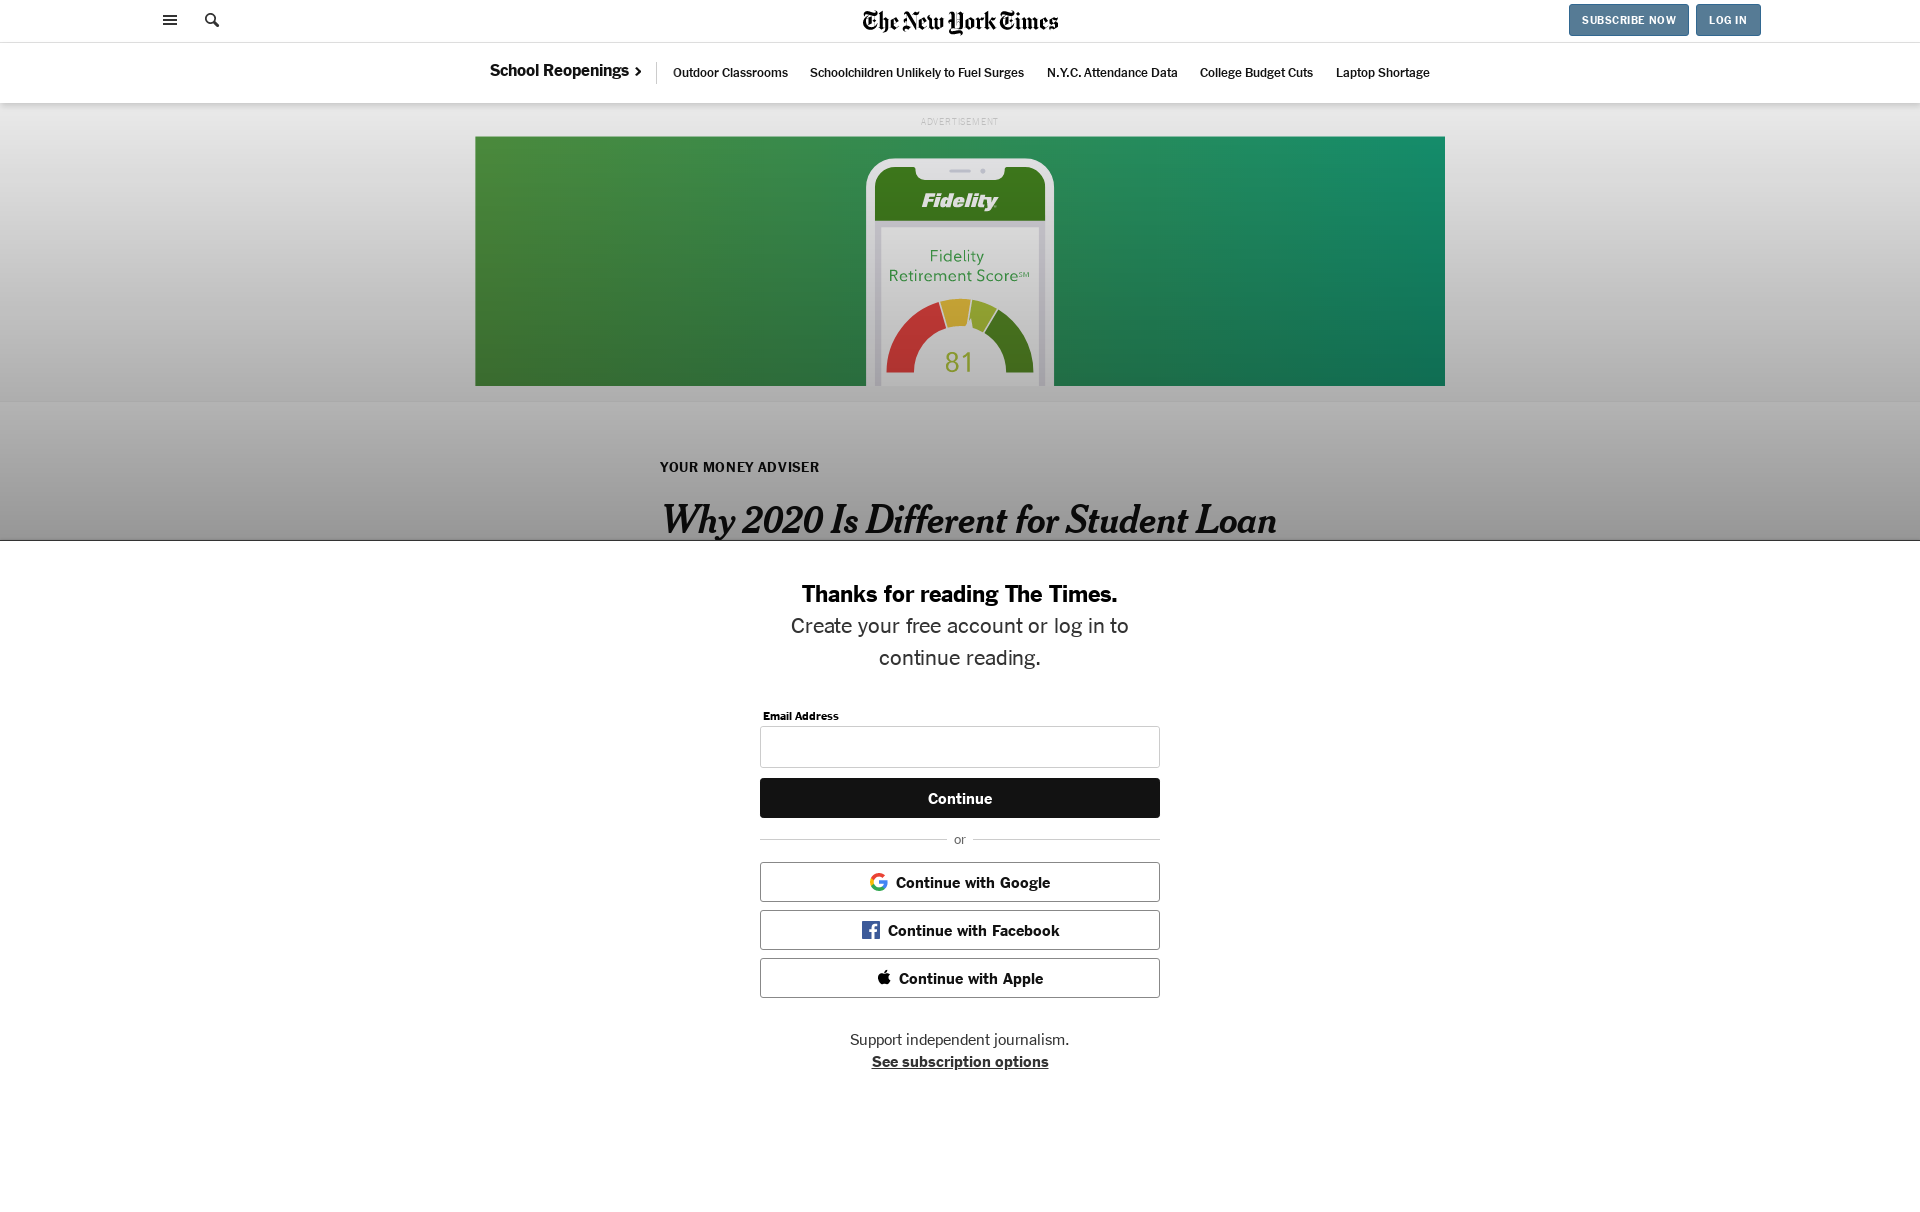 The New York Times
SUBSCRIBE NOW
LOG IN
School Reopenings
Outdoor Classrooms
Schoolchildren Unlikely to Fuel Surges
N.Y.C. Attendance Data
College Budget Cuts
Laptop Shortage
ADVERTISEMENT
Fidelity
Fidelity
Retirement Score℠
81
YOUR MONEY ADVISER
Why 2020 Is Different for Student Loan
Thanks for reading The Times.
Create your free account or log in to
continue reading.
Email Address
Continue
or
Continue with Google
Continue with Facebook
Continue with Apple
Support independent journalism.
See subscription options